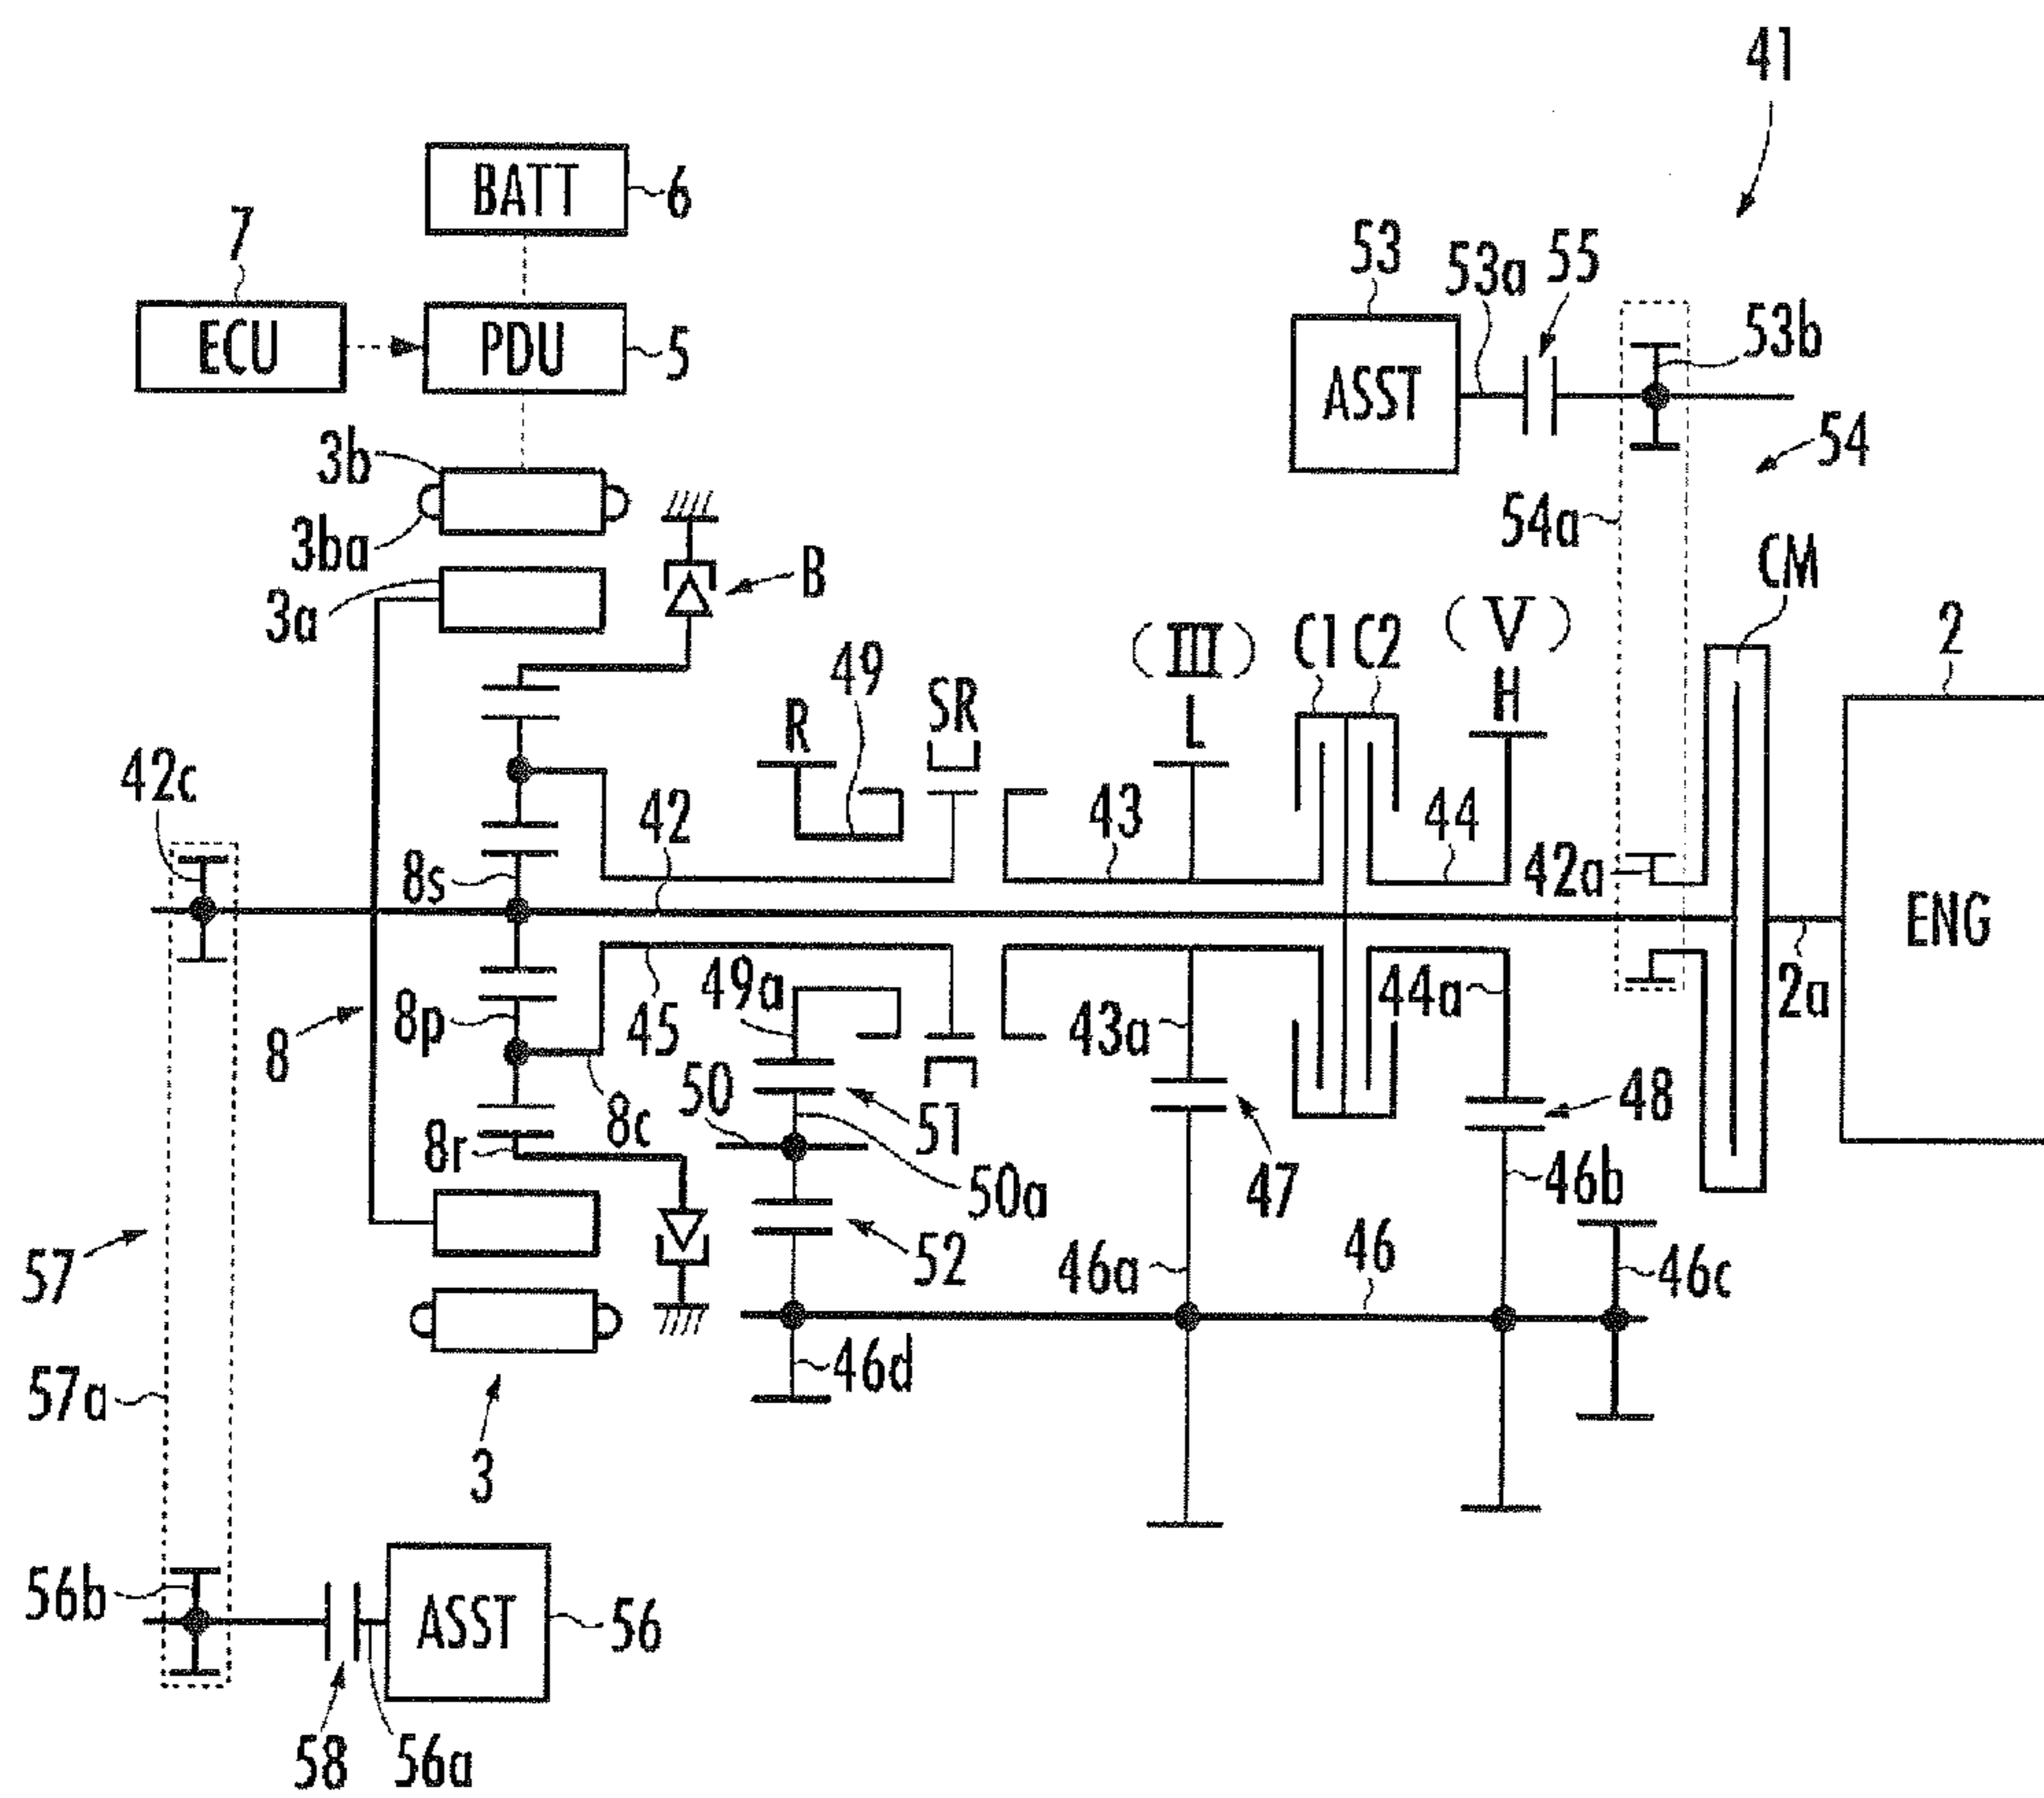 41
BATT
6
7
53
53a
55
ECU
PDU
5
ASST
53b
54
3b
3ba
54a
CM
3a
B
(III)
C1
C2
(V)
2
49
SR
R
L
H
42c
42
43
44
8s
42a
ENG
49a
44a
2a
8p
45
43a
8
50
8c
51
48
8r
50a
47
46b
57
52
46a
46
46c
57a
46d
3
56b
ASST
56
58
56a